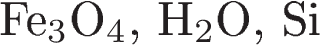 Fe₃O₄, H₂O, Si